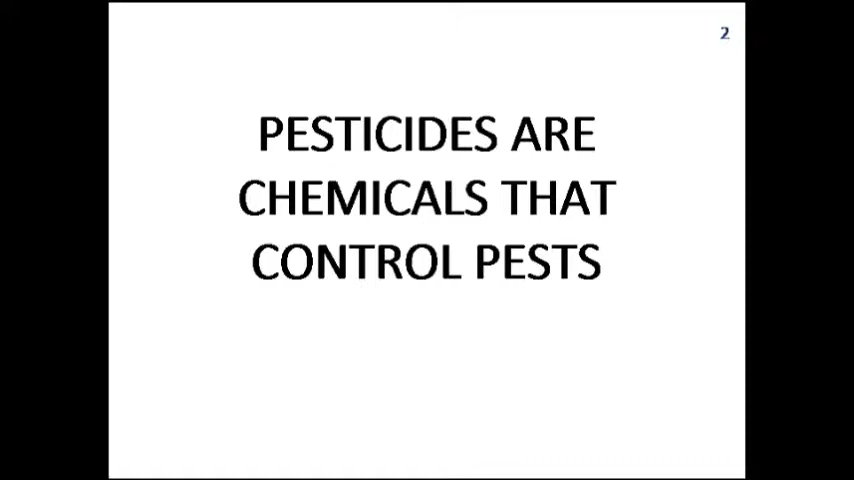 2
PESTICIDES ARE
CHEMICALS THAT
CONTROL PESTS